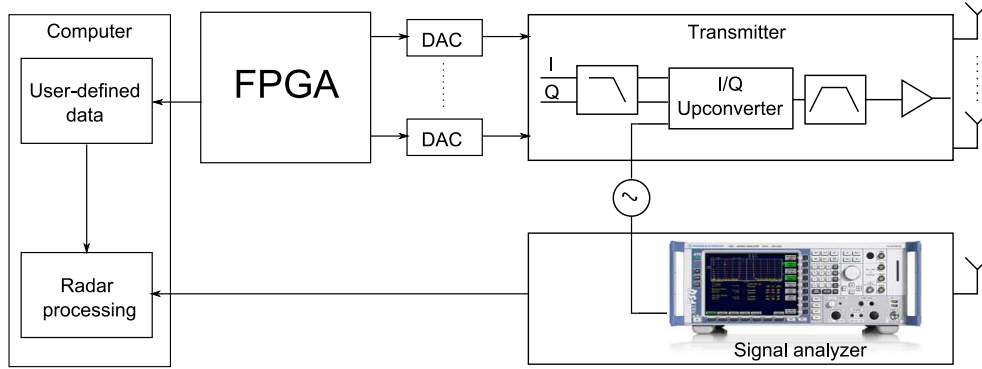 Computer
User-defined
data
Radar
processing
FPGA
DAC
DAC
Transmitter
I
Q
I/Q
Upconverter
Signal analyzer